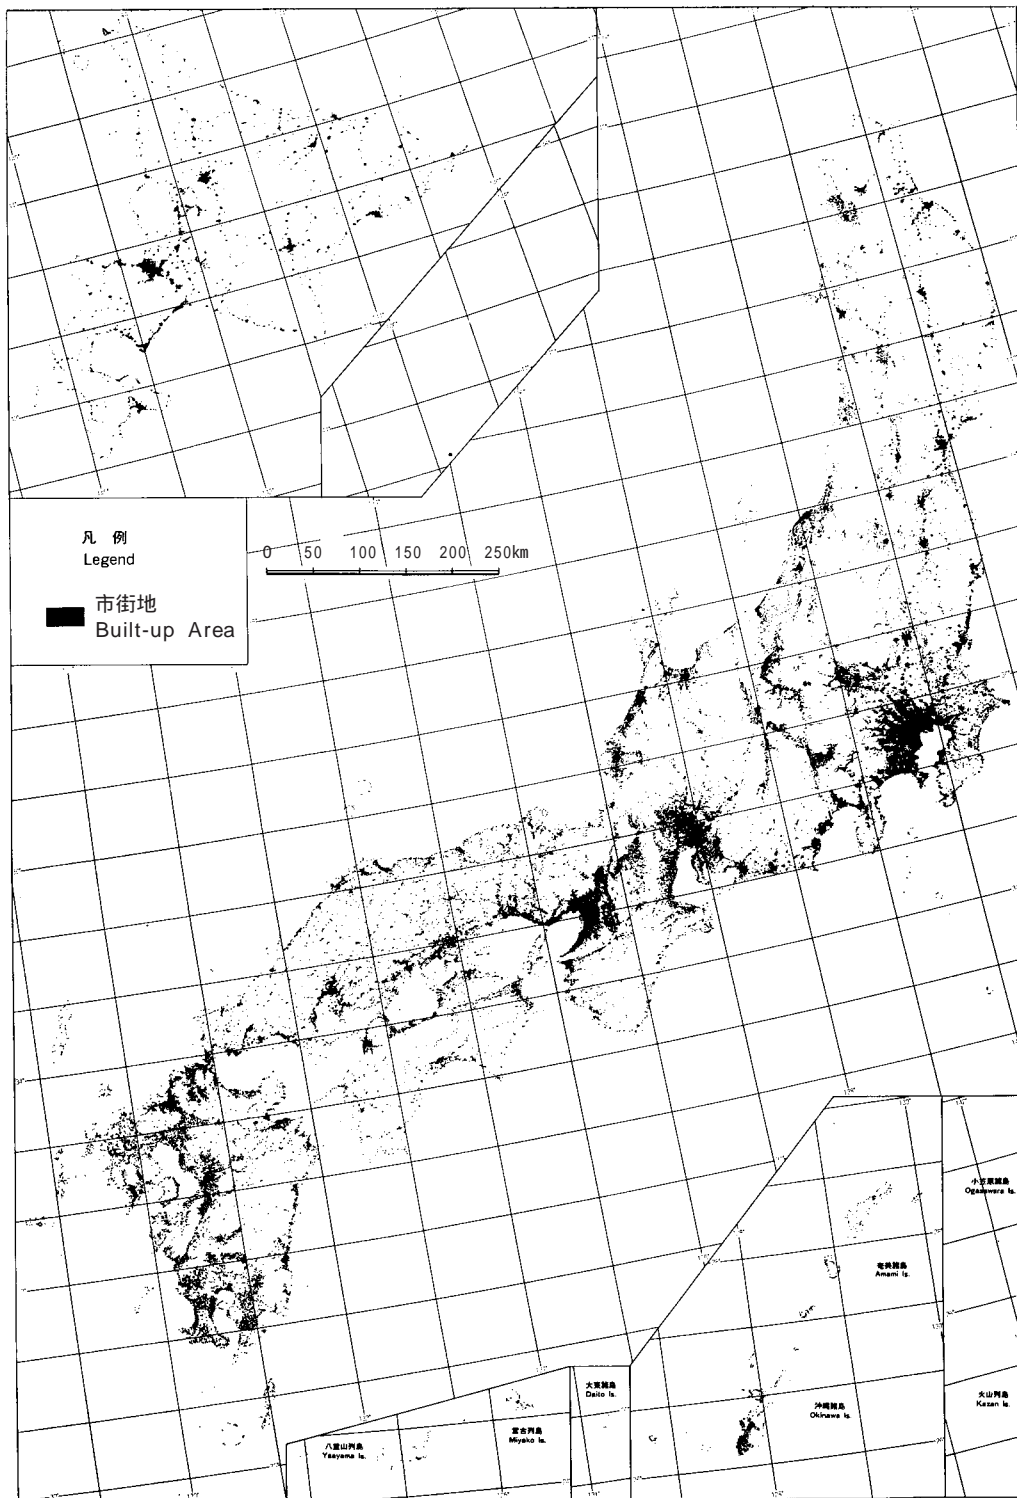 凡 例
Legend
市街地
Built-up Area
0 50 100 150 200 250km
小笠原諸島
Ogasawara Is.
奄美諸島
Amami Is.
大東諸島
Daito Is.
沖縄諸島
Okinawa Is.
火山列島
Kazan Is.
宮古列島
Miyako Is.
八重山列島
Yaeyama Is.